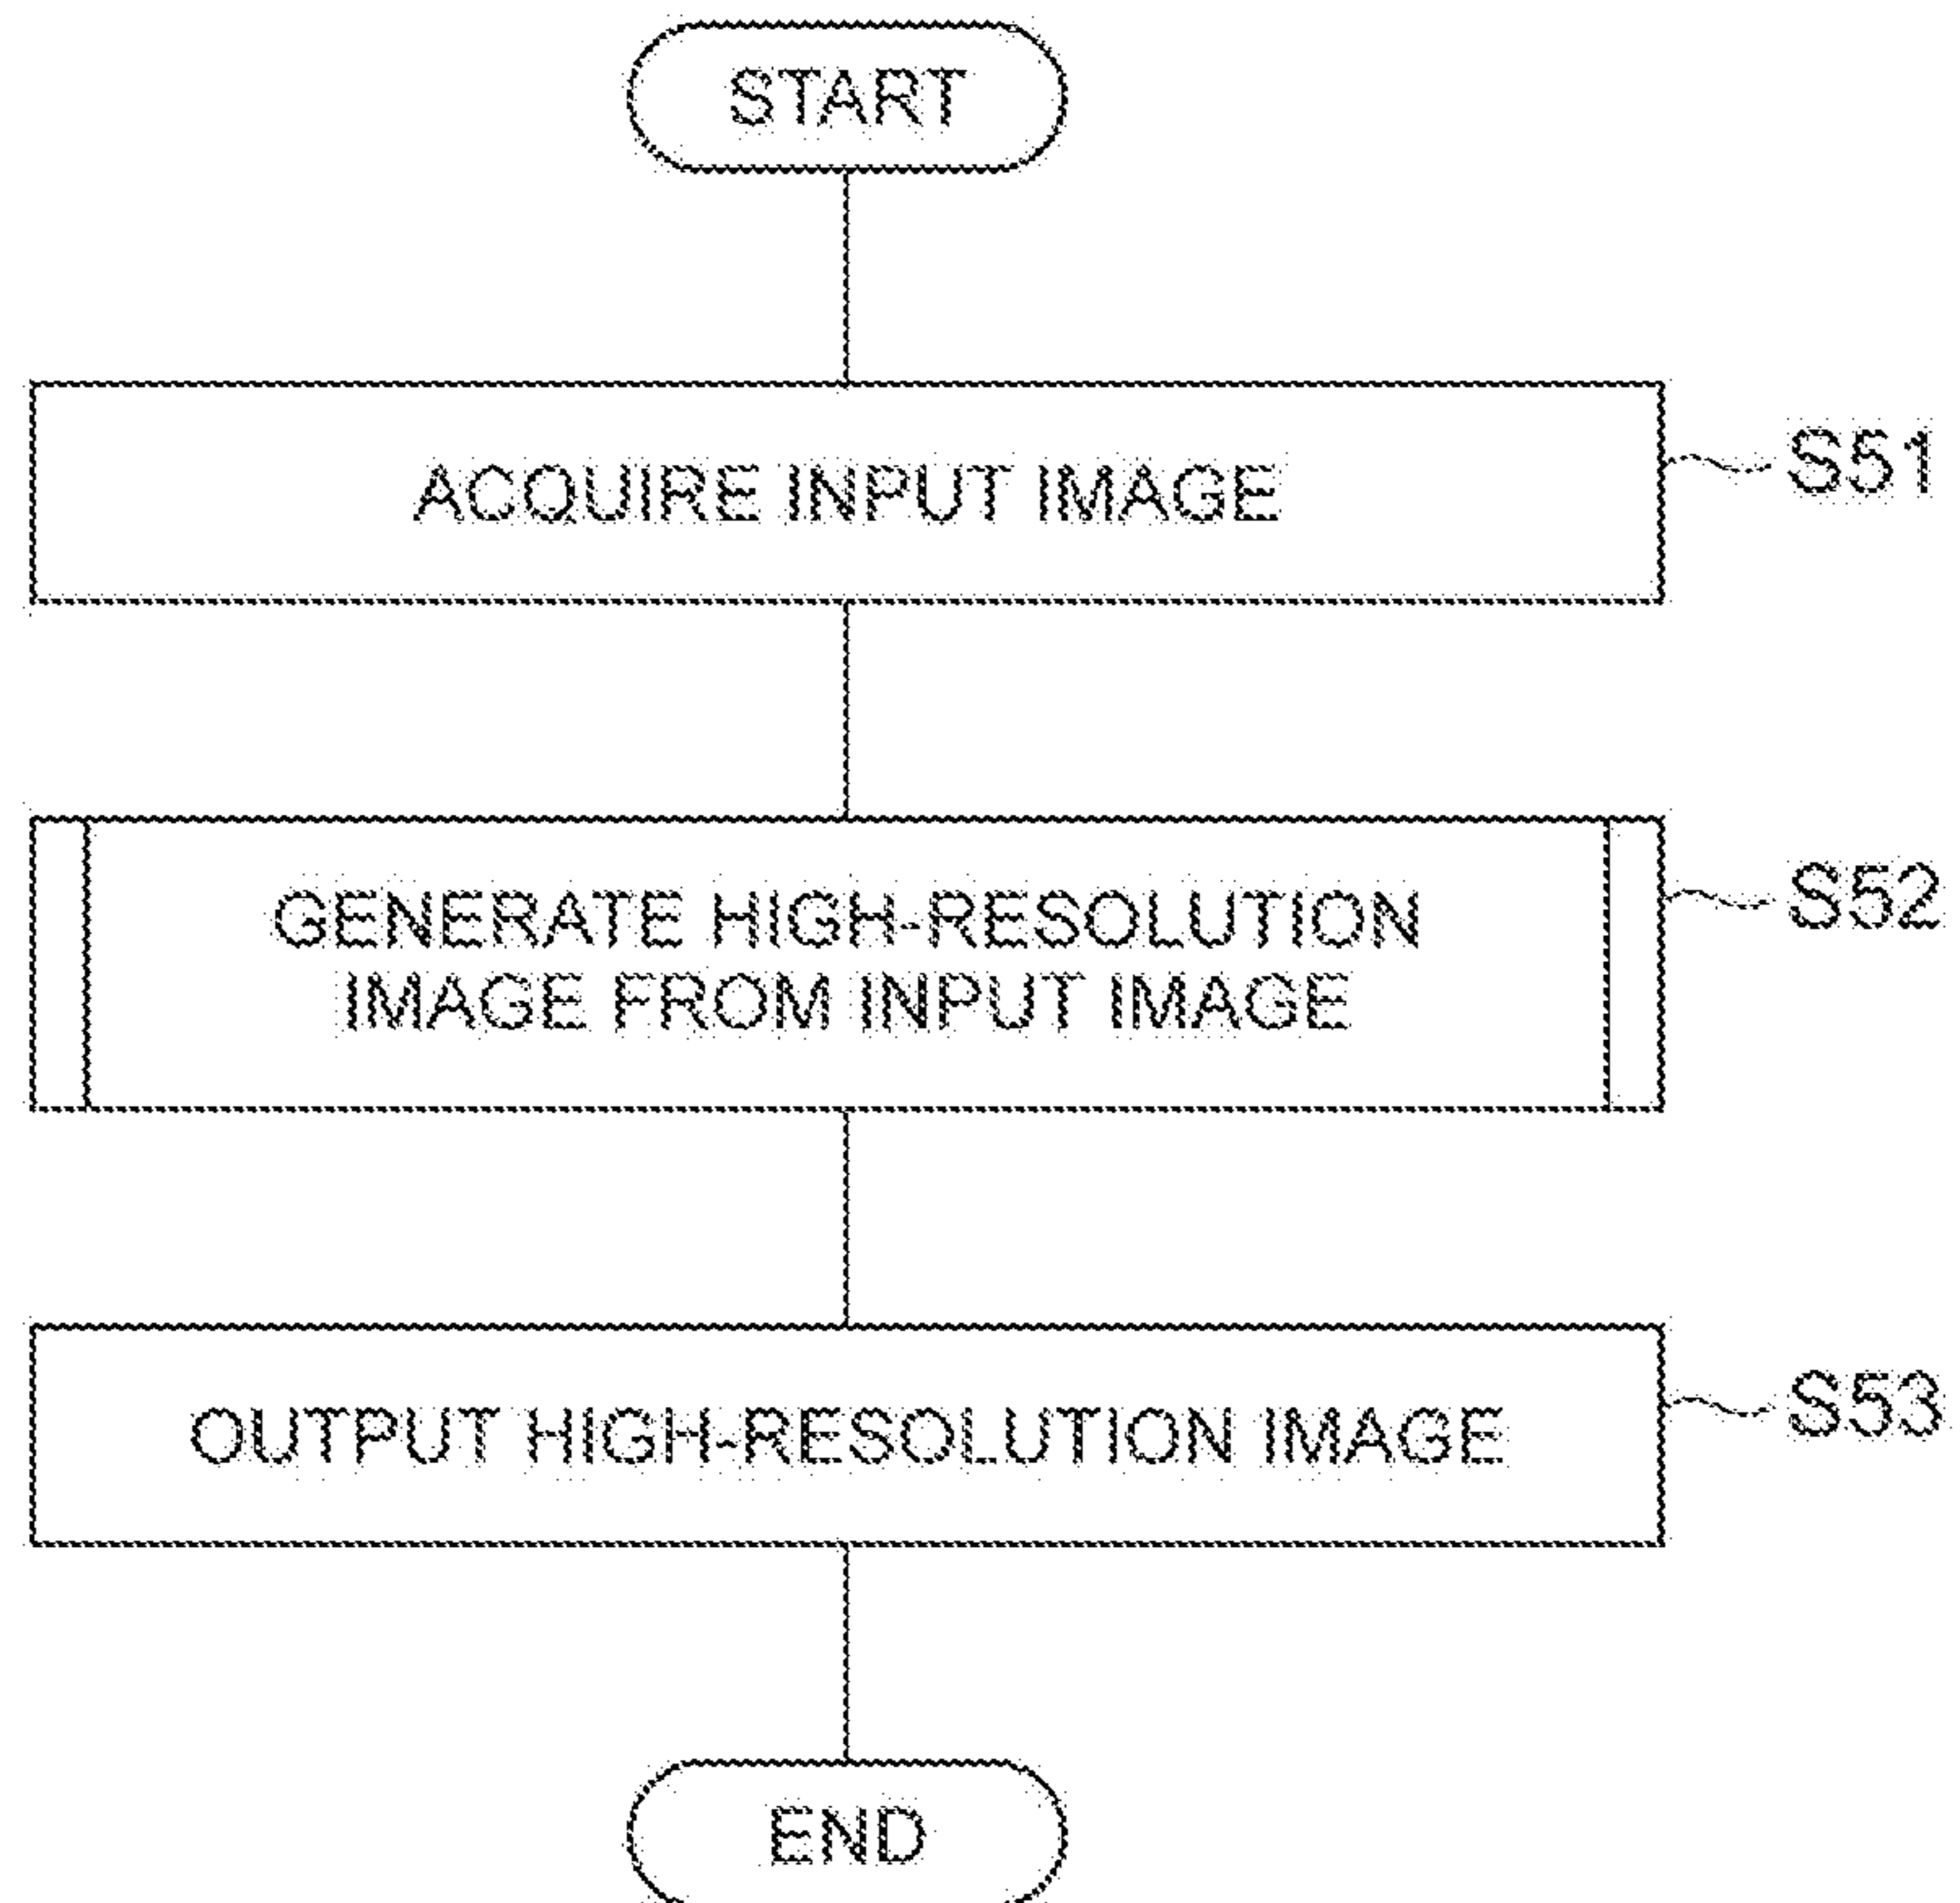 START
ACQUIRE INPUT IMAGE
S51
GENERATE HIGH-RESOLUTION
IMAGE FROM INPUT IMAGE
S52
OUTPUT HIGH-RESOLUTION IMAGE
S53
END